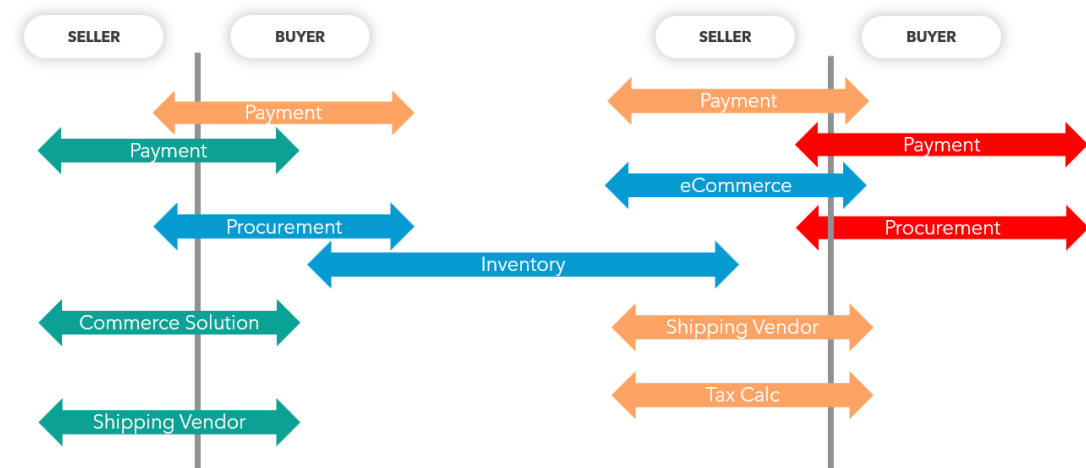 SELLER
BUYER
SELLER
BUYER
Payment
Payment
Procurement
Inventory
Commerce Solution
Shipping Vendor
Payment
Payment
eCommerce
Procurement
Shipping Vendor
Tax Calc